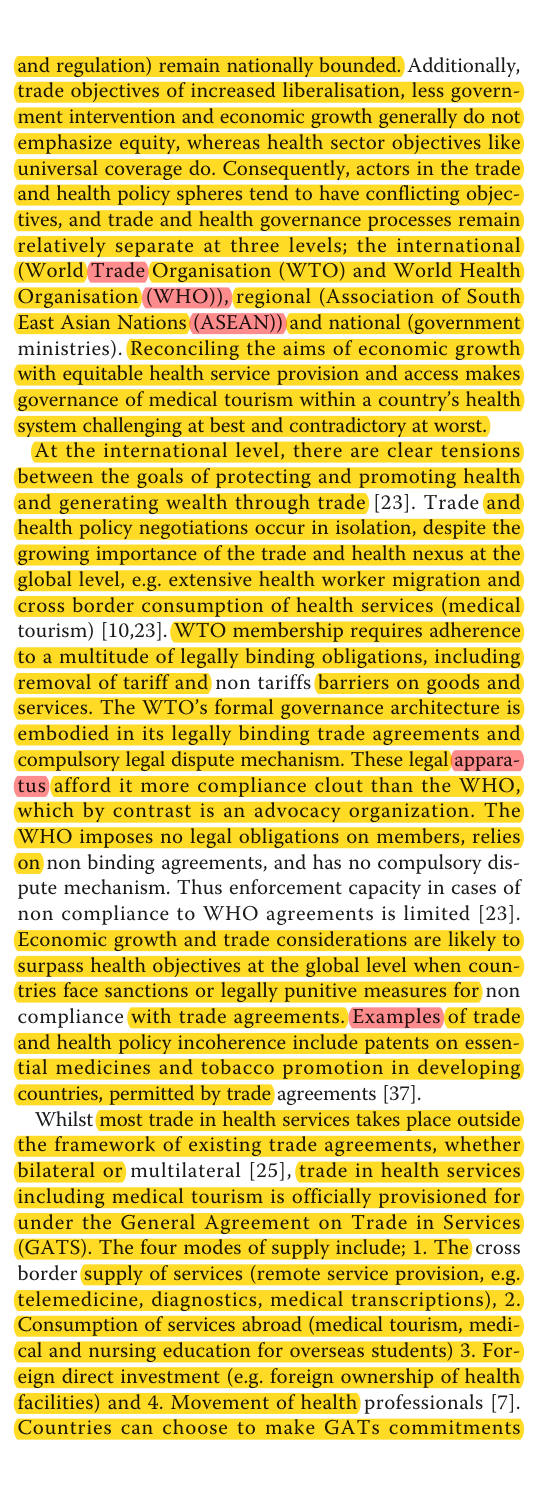 and regulation) remain nationally bounded. Additionally,
trade objectives of increased liberalisation, less govern-
ment intervention and economic growth generally do not
emphasize equity, whereas health sector objectives like
universal coverage do. Consequently, actors in the trade
and health policy spheres tend to have conflicting objec-
tives, and trade and health governance processes remain
relatively separate at three levels; the international
(World Trade Organisation (WTO) and World Health
Organisation (WHO)), regional (Association of South
East Asian Nations (ASEAN)) and national (government
ministries). Reconciling the aims of economic growth
with equitable health service provision and access makes
governance of medical tourism within a country's health
system challenging at best and contradictory at worst.
At the international level, there are clear tensions
between the goals of protecting and promoting health
and generating wealth through trade [23]. Trade and
health policy negotiations occur in isolation, despite the
growing importance of the trade and health nexus at the
global level, e.g. extensive health worker migration and
cross border consumption of health services (medical
tourism) [10,23]. WTO membership requires adherence
to a multitude of legally binding obligations, including
removal of tariff and non tariffs barriers on goods and
services. The WTO's formal governance architecture is
embodied in its legally binding trade agreements and
compulsory legal dispute mechanism. These legal appara-
tus afford it more compliance clout than the WHO,
which by contrast is an advocacy organization. The
WHO imposes no legal obligations on members, relies
on non binding agreements, and has no compulsory dis-
pute mechanism. Thus enforcement capacity in cases of
non compliance to WHO agreements is limited [23].
Economic growth and trade considerations are likely to
surpass health objectives at the global level when coun-
tries face sanctions or legally punitive measures for non
compliance with trade agreements. Examples of trade
and health policy incoherence include patents on essen-
tial medicines and tobacco promotion in developing
countries, permitted by trade agreements [37].
Whilst most trade in health services takes place outside
the framework of existing trade agreements, whether
bilateral or multilateral [25], trade in health services
including medical tourism is officially provisioned for
under the General Agreement on Trade in Services
(GATS). The four modes of supply include; 1. The cross
border supply of services (remote service provision, e.g.
telemedicine, diagnostics, medical transcriptions), 2.
Consumption of services abroad (medical tourism, medi-
cal and nursing education for overseas students) 3. For-
eign direct investment (e.g. foreign ownership of health
facilities) and 4. Movement of health professionals [7].
Countries can choose to make GATs commitments